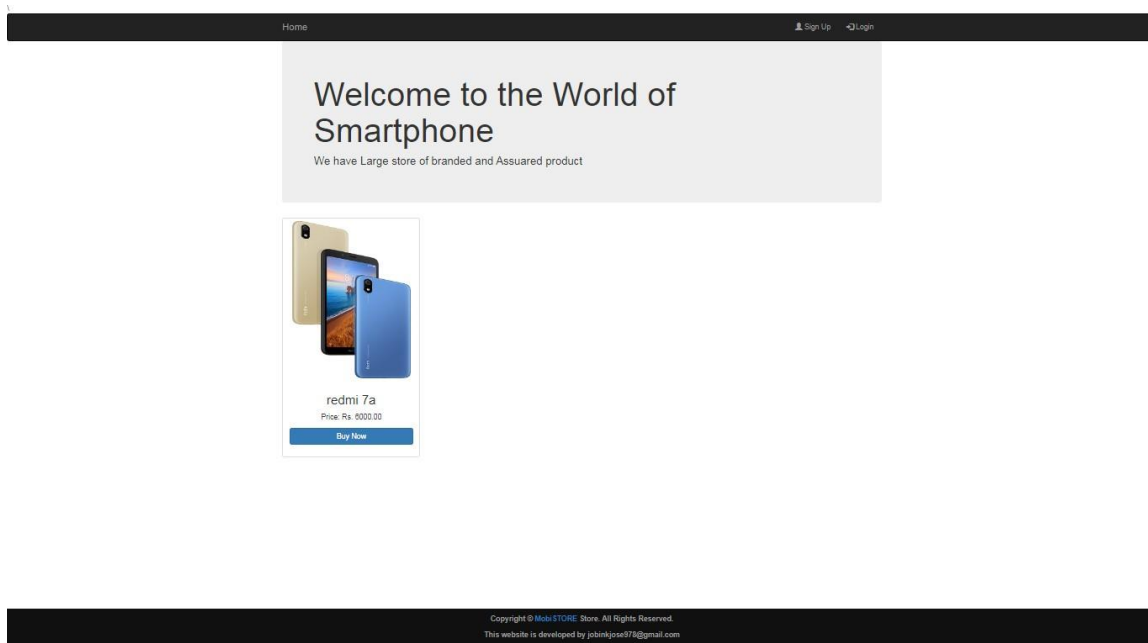 \
Home
Sign Up
Login
Welcome to the World of
Smartphone
We have Large store of branded and Assuared product
redmi 7a
Price: Rs. 6000.00
Buy Now
Copyright © MobiSTORE Store. All Rights Reserved.
This website is developed by jobinkjose978@gmail.com